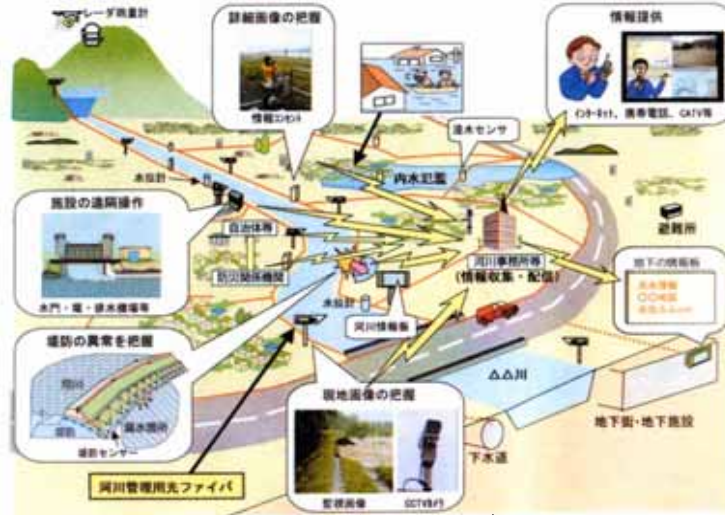 レーダ雨量計
詳細画像の把握
情報コンセント
情報提供
インターネット、携帯電話、CATV等
浸水センサ
内水氾濫
水位計
施設の遠隔操作
水門・堰・排水機場等
自治体等
防災関係機関
河川事務所等
(情報収集・配信)
避難所
地下の情報板
水位計
河川情報板
堤防の異常を把握
漏水箇所
堤防
堤防センサー
現地画像の把握
監視画像
CCTVカメラ
△△川
下水道
地下街・地下施設
河川管理用光ファイバ